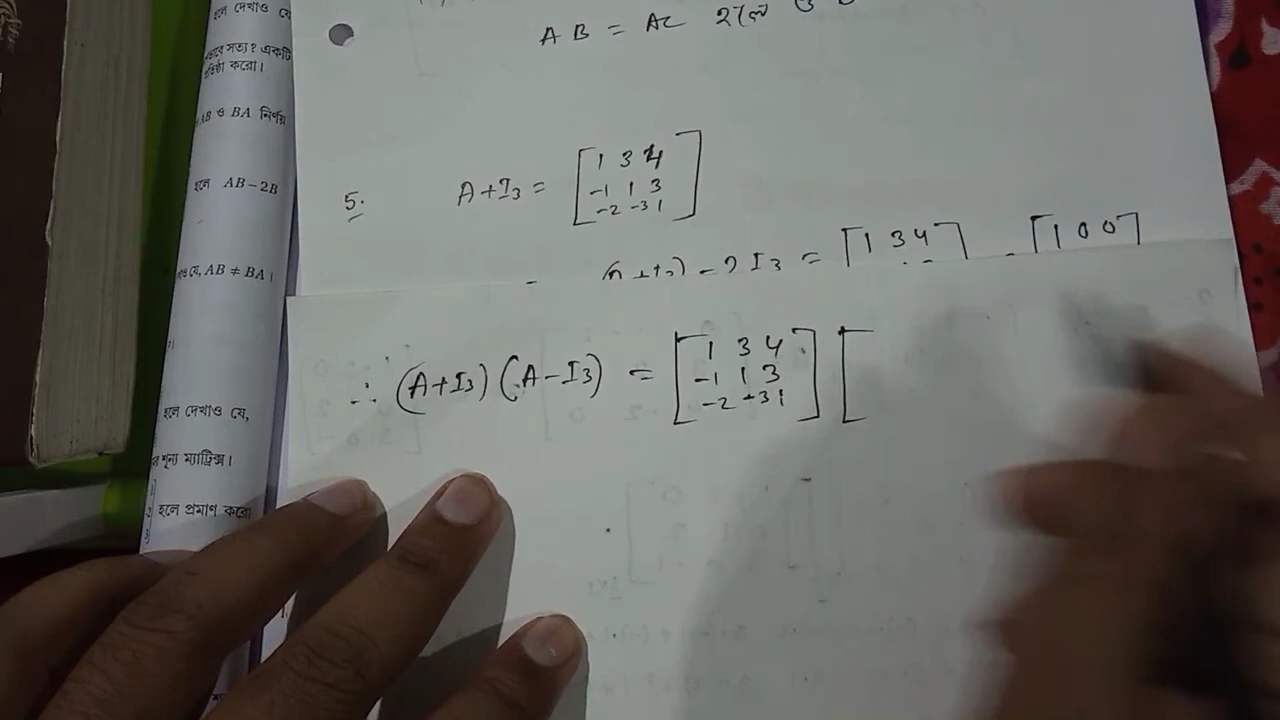 হলে দেখাও যে
সত্য? একটি
করো।
AB ও BA নির্ণয়
হলে AB-2B
যে, AB ≠ BA।
হলে দেখাও যে,
শূন্য ম্যাট্রিক্স।
হলে প্রমাণ করো
AB = AC হলে
5. A+I3 = [1 3 4
-1 1 3
-2 -3 1]
- 2I3 = [1 3 4] - [1 0 0]
∴ (A+I3) (A-I3) = [1 3 4
-1 1 3
-2 -3 1] [